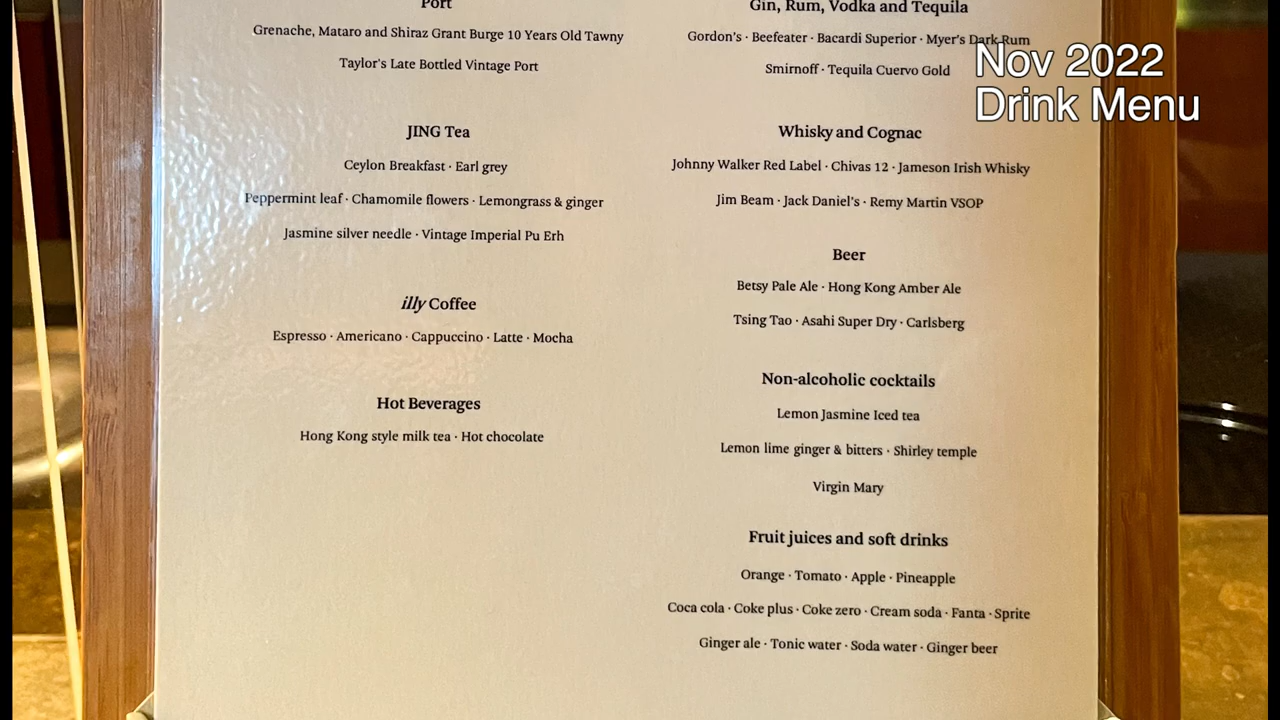 Port
Grenache, Mataro and Shiraz Grant Burge 10 Years Old Tawny
Taylor's Late Bottled Vintage Port
JING Tea
Ceylon Breakfast · Earl grey
Peppermint leaf · Chamomile flowers · Lemongrass & ginger
Jasmine silver needle · Vintage Imperial Pu Erh
illy Coffee
Espresso · Americano · Cappuccino · Latte · Mocha
Hot Beverages
Hong Kong style milk tea · Hot chocolate
Gin, Rum, Vodka and Tequila
Gordon's · Beefeater · Bacardi Superior · Myer's Dark Rum
Smirnoff · Tequila Cuervo Gold
Whisky and Cognac
Johnny Walker Red Label · Chivas 12 · Jameson Irish Whisky
Jim Beam · Jack Daniel's · Remy Martin VSOP
Beer
Betsy Pale Ale · Hong Kong Amber Ale
Tsing Tao · Asahi Super Dry · Carlsberg
Non-alcoholic cocktails
Lemon Jasmine Iced tea
Lemon lime ginger & bitters · Shirley temple
Virgin Mary
Fruit juices and soft drinks
Orange · Tomato · Apple · Pineapple
Coca cola · Coke plus · Coke zero · Cream soda · Fanta · Sprite
Ginger ale · Tonic water · Soda water · Ginger beer
Nov 2022
Drink Menu